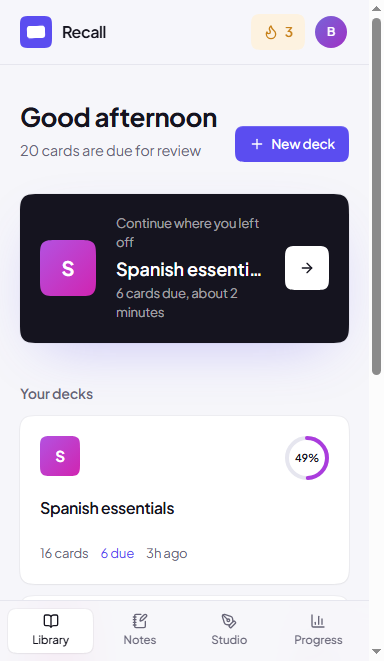 Recall
3
B
Good afternoon
20 cards are due for review
+ New deck
S
Continue where you left
off
Spanish essenti...
6 cards due, about 2
minutes
Your decks
S
49%
Spanish essentials
16 cards 6 due 3h ago
Library Notes Studio Progress